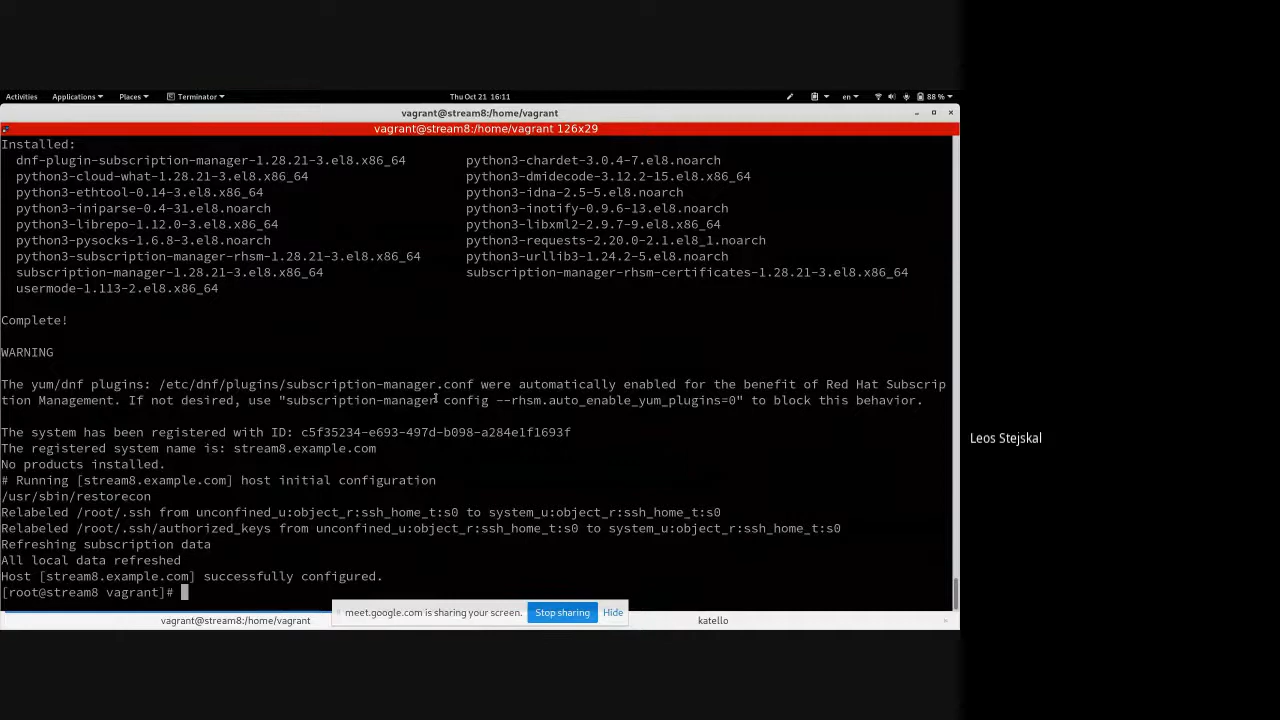 Activities Applications Places Terminator Thu Oct 21 16:11 en 88 %
vagrant@stream8:/home/vagrant
vagrant@stream8:/home/vagrant 126x29
Installed:
dnf-plugin-subscription-manager-1.28.21-3.el8.x86_64 python3-chardet-3.0.4-7.el8.noarch
python3-cloud-what-1.28.21-3.el8.x86_64 python3-dmidecode-3.12.2-15.el8.x86_64
python3-ethtool-0.14-3.el8.x86_64 python3-idna-2.5-5.el8.noarch
python3-iniparse-0.4-31.el8.noarch python3-inotify-0.9.6-13.el8.noarch
python3-librepo-1.12.0-3.el8.x86_64 python3-libxml2-2.9.7-9.el8.x86_64
python3-pysocks-1.6.8-3.el8.noarch python3-requests-2.20.0-2.1.el8_1.noarch
python3-subscription-manager-rhsm-1.28.21-3.el8.x86_64 python3-urllib3-1.24.2-5.el8.noarch
subscription-manager-1.28.21-3.el8.x86_64 subscription-manager-rhsm-certificates-1.28.21-3.el8.x86_64
usermode-1.113-2.el8.x86_64
Complete!
WARNING
The yum/dnf plugins: /etc/dnf/plugins/subscription-manager.conf were automatically enabled for the benefit of Red Hat Subscrip
tion Management. If not desired, use "subscription-manager config --rhsm.auto_enable_yum_plugins=0" to block this behavior.
The system has been registered with ID: c5f35234-e693-497d-b098-a284e1f1693f
The registered system name is: stream8.example.com
No products installed.
# Running [stream8.example.com] host initial configuration
/usr/sbin/restorecon
Relabeled /root/.ssh from unconfined_u:object_r:ssh_home_t:s0 to system_u:object_r:ssh_home_t:s0
Relabeled /root/.ssh/authorized_keys from unconfined_u:object_r:ssh_home_t:s0 to system_u:object_r:ssh_home_t:s0
Refreshing subscription data
All local data refreshed
Host [stream8.example.com] successfully configured.
[root@stream8 vagrant]#
meet.google.com is sharing your screen. Stop sharing Hide
vagrant@stream8:/home/vagrant katello
Leos Stejskal